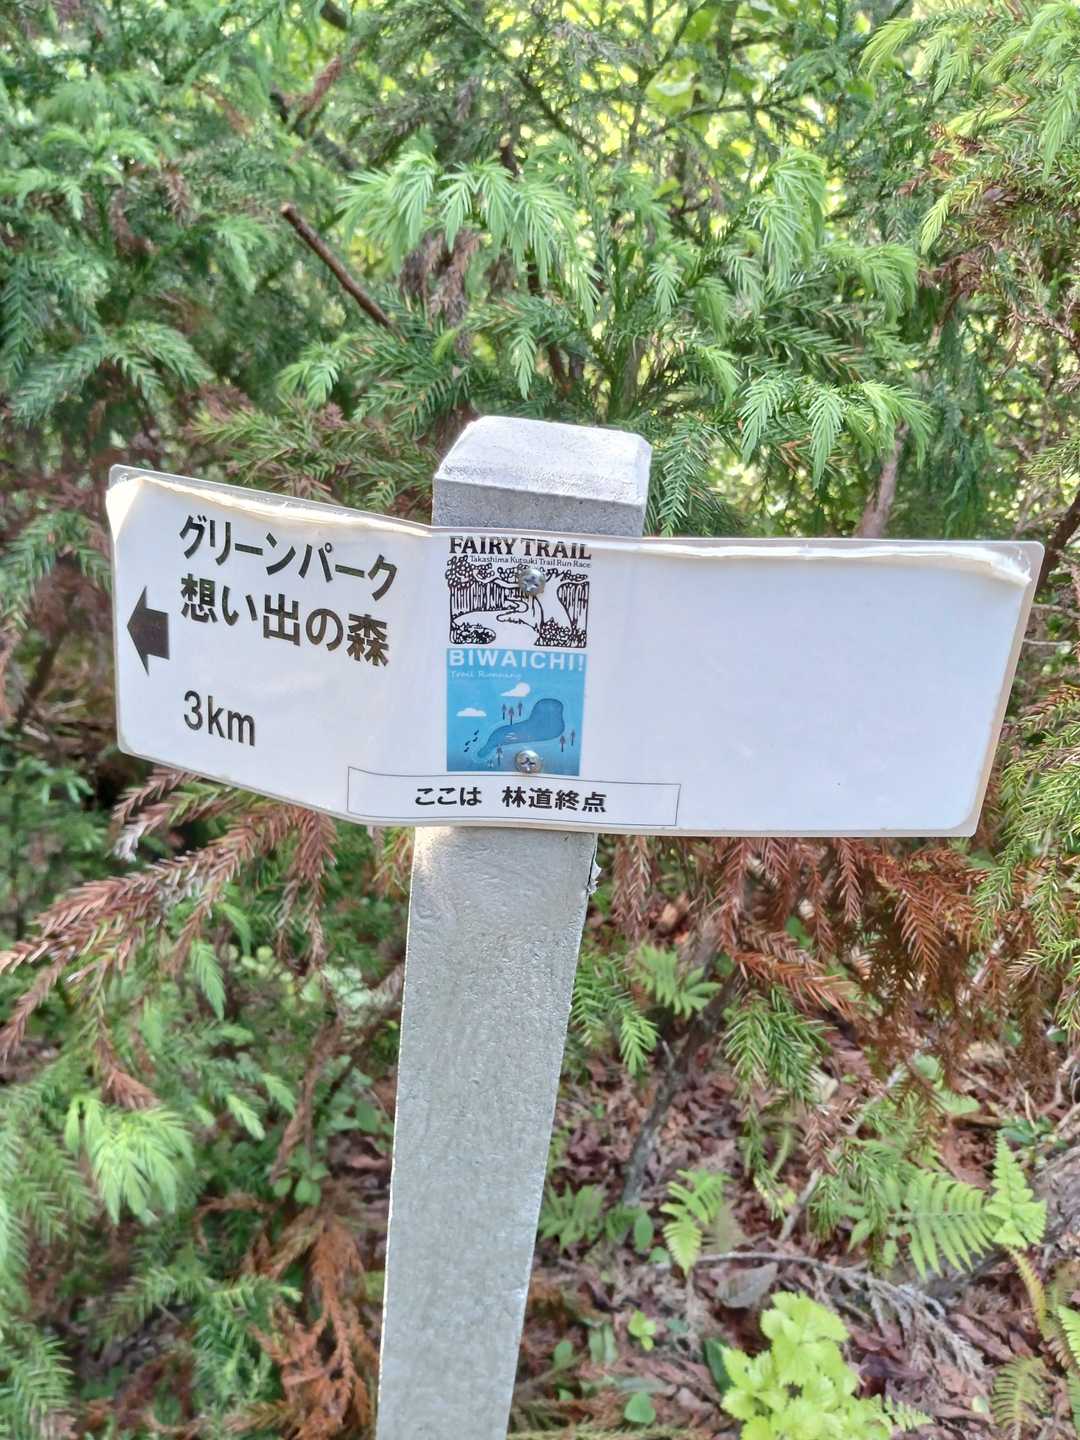 グリーンパーク
想い出の森
3km
FAIRY TRAIL
Takashima Kutsuki Trail Run Race
BIWAICHI!
Trail Running
ここは 林道終点